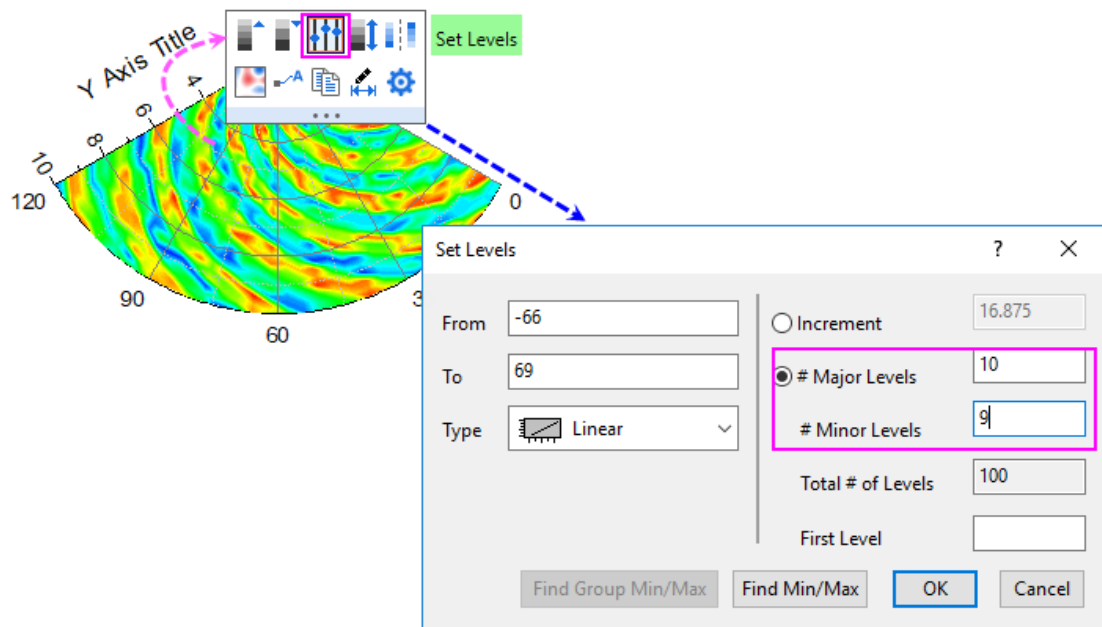 Set Levels
Y Axis Title
A
4
6
8
10
120
0
90
3
60
Set Levels
?
From
-66
Increment
16.875
To
69
# Major Levels
10
Type
Linear
# Minor Levels
9
Total # of Levels
100
First Level
Find Group Min/Max
Find Min/Max
OK
Cancel